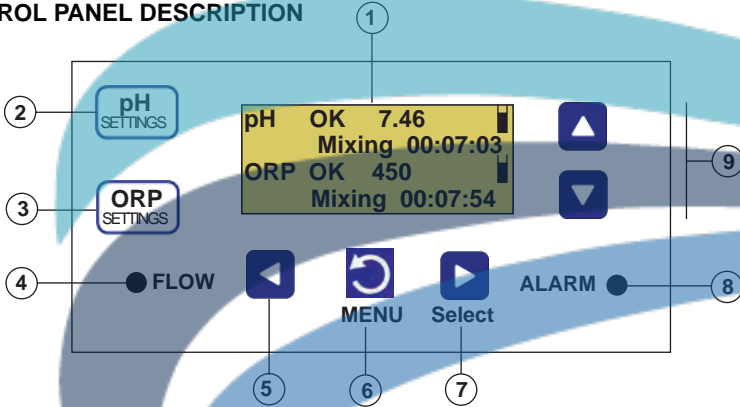 ROL PANEL DESCRIPTION
1
2
pH
SETTINGS
pH OK 7.46
Mixing 00:07:03
ORP OK 450
Mixing 00:07:54
9
3
ORP
SETTINGS
4
FLOW
MENU
Select
ALARM
8
5
6
7